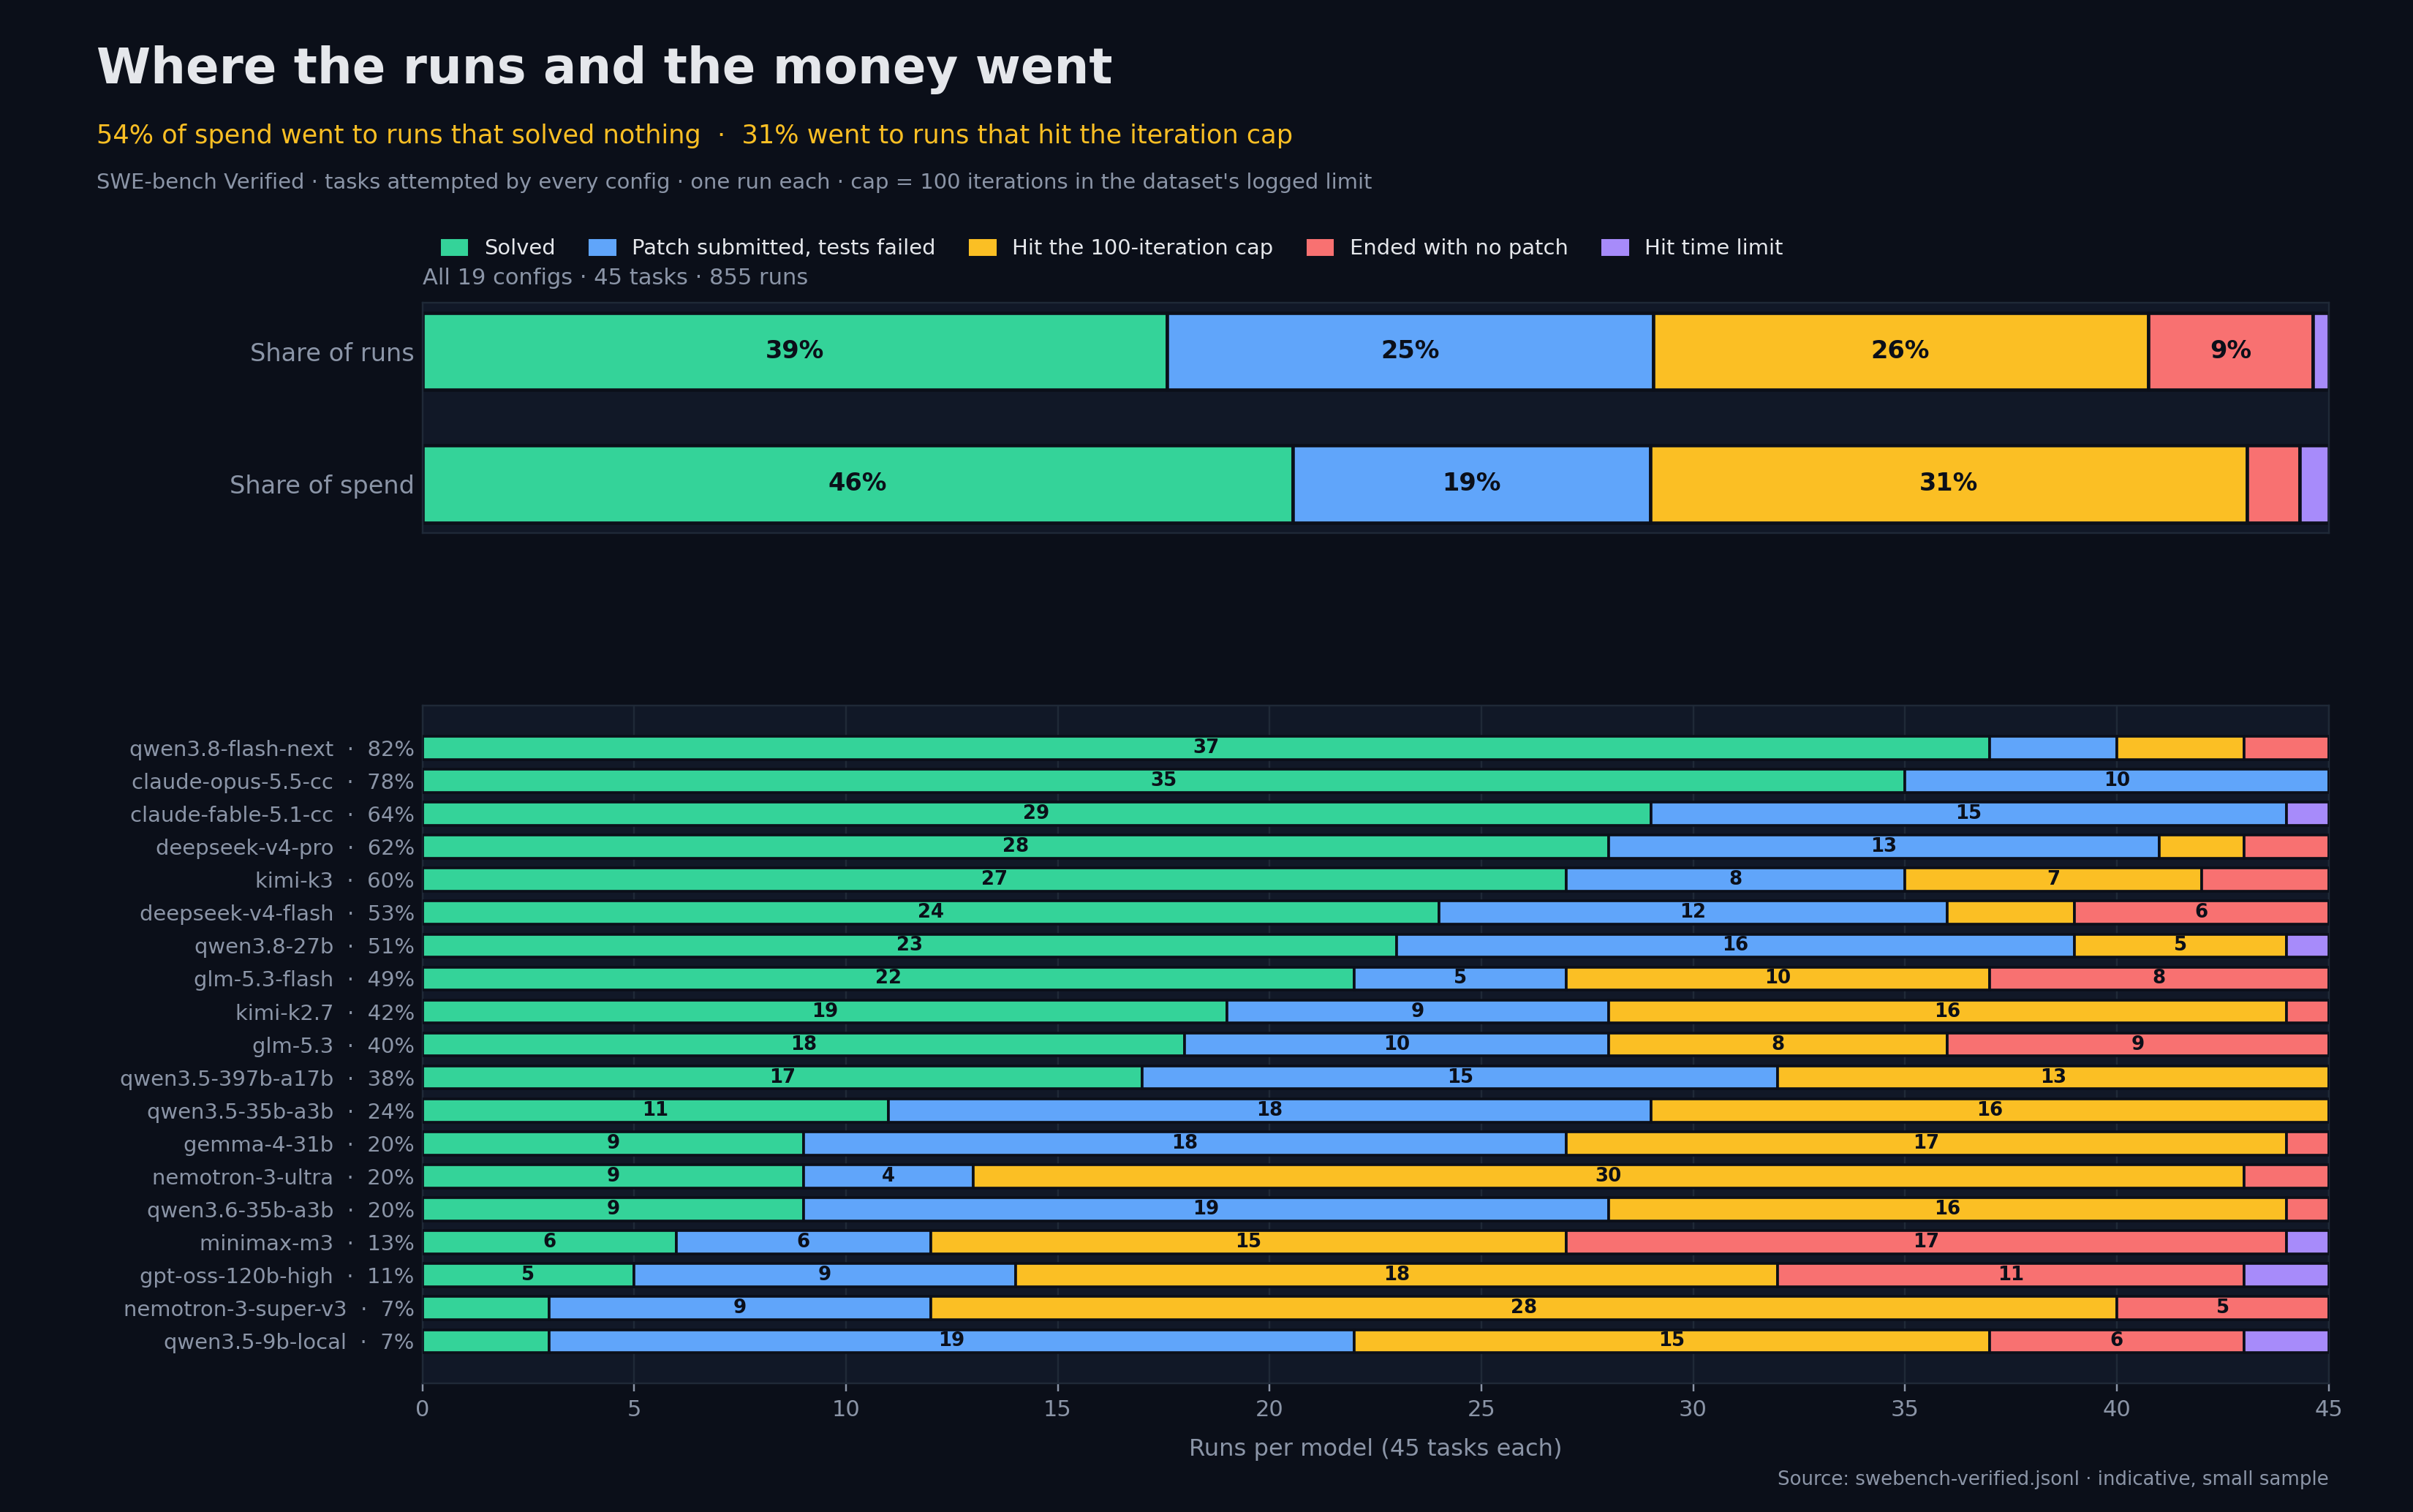 Where the runs and the money went
54% of spend went to runs that solved nothing · 31% went to runs that hit the iteration cap
SWE-bench Verified · tasks attempted by every config · one run each · cap = 100 iterations in the dataset's logged limit
Solved Patch submitted, tests failed Hit the 100-iteration cap Ended with no patch Hit time limit
All 19 configs · 45 tasks · 855 runs
Share of runs 39% 25% 26% 9%
Share of spend 46% 19% 31%
qwen3.8-flash-next · 82% 37
claude-opus-5.5-cc · 78% 35 10
claude-fable-5.1-cc · 64% 29 15
deepseek-v4-pro · 62% 28 13
kimi-k3 · 60% 27 8 7
deepseek-v4-flash · 53% 24 12 6
qwen3.8-27b · 51% 23 16 5
glm-5.3-flash · 49% 22 5 10 8
kimi-k2.7 · 42% 19 9 16
glm-5.3 · 40% 18 10 8 9
qwen3.5-397b-a17b · 38% 17 15 13
qwen3.5-35b-a3b · 24% 11 18 16
gemma-4-31b · 20% 9 18 17
nemotron-3-ultra · 20% 9 4 30
qwen3.6-35b-a3b · 20% 9 19 16
minimax-m3 · 13% 6 6 15 17
gpt-oss-120b-high · 11% 5 9 18 11
nemotron-3-super-v3 · 7% 9 28 5
qwen3.5-9b-local · 7% 19 15 6
0 5 10 15 20 25 30 35 40 45
Runs per model (45 tasks each)
Source: swebench-verified.jsonl · indicative, small sample